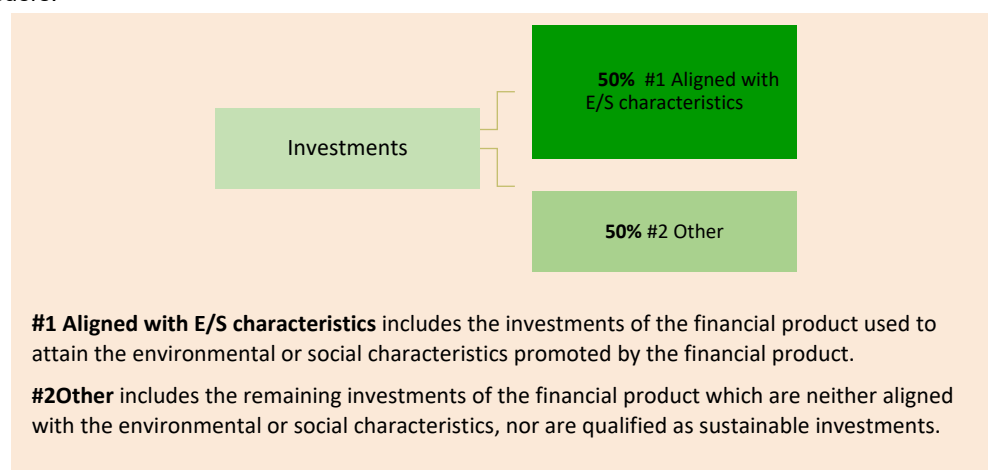 50% #1 Aligned with
E/S characteristics
Investments
50% #2 Other
#1 Aligned with E/S characteristics includes the investments of the financial product used to
attain the environmental or social characteristics promoted by the financial product.
#2Other includes the remaining investments of the financial product which are neither aligned
with the environmental or social characteristics, nor are qualified as sustainable investments.